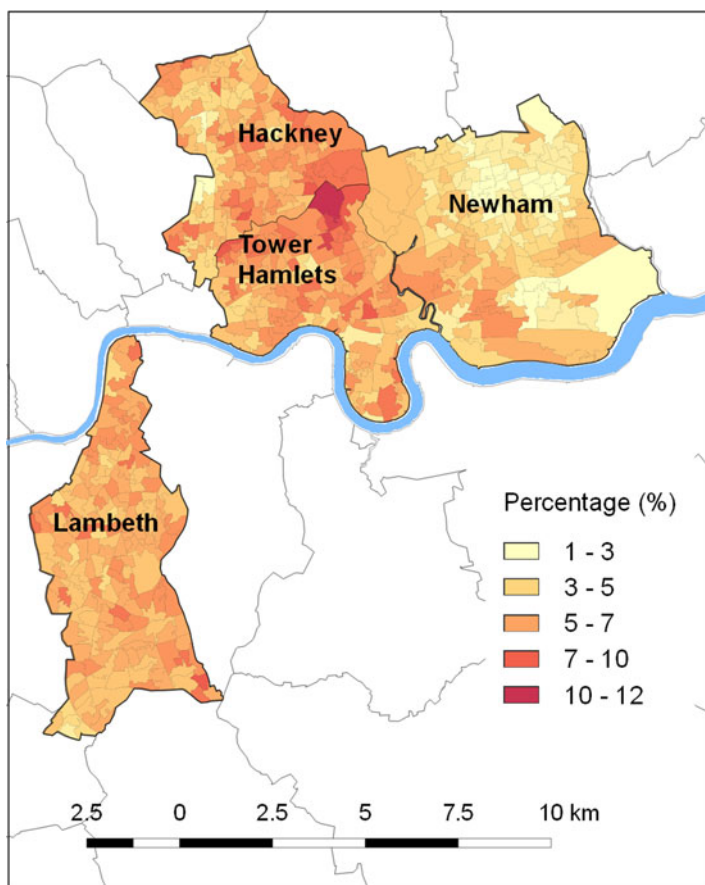 Hackney
Newham
Tower
Hamlets
Lambeth
Percentage (%)
1 - 3
3 - 5
5 - 7
7 - 10
10 - 12
2.5 0 2.5 5 7.5 10 km